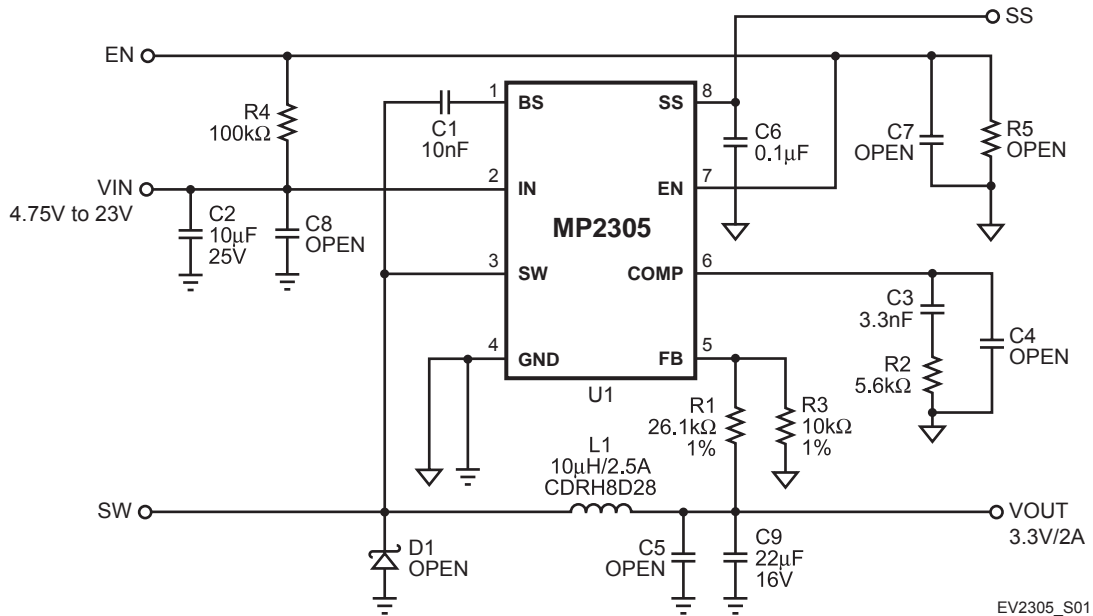 SS
EN
R4
100kΩ
C1
10nF
1
BS
SS
8
C6
0.1µF
C7
OPEN
R5
OPEN
VIN
4.75V to 23V
C2
10µF
25V
C8
OPEN
2
IN
EN
7
MP2305
3
SW
COMP
6
C3
3.3nF
C4
OPEN
R2
5.6kΩ
4
GND
FB
5
U1
R1
26.1kΩ
1%
R3
10kΩ
1%
L1
10µH/2.5A
CDRH8D28
SW
D1
OPEN
C5
OPEN
C9
22µF
16V
VOUT
3.3V/2A
EV2305_S01